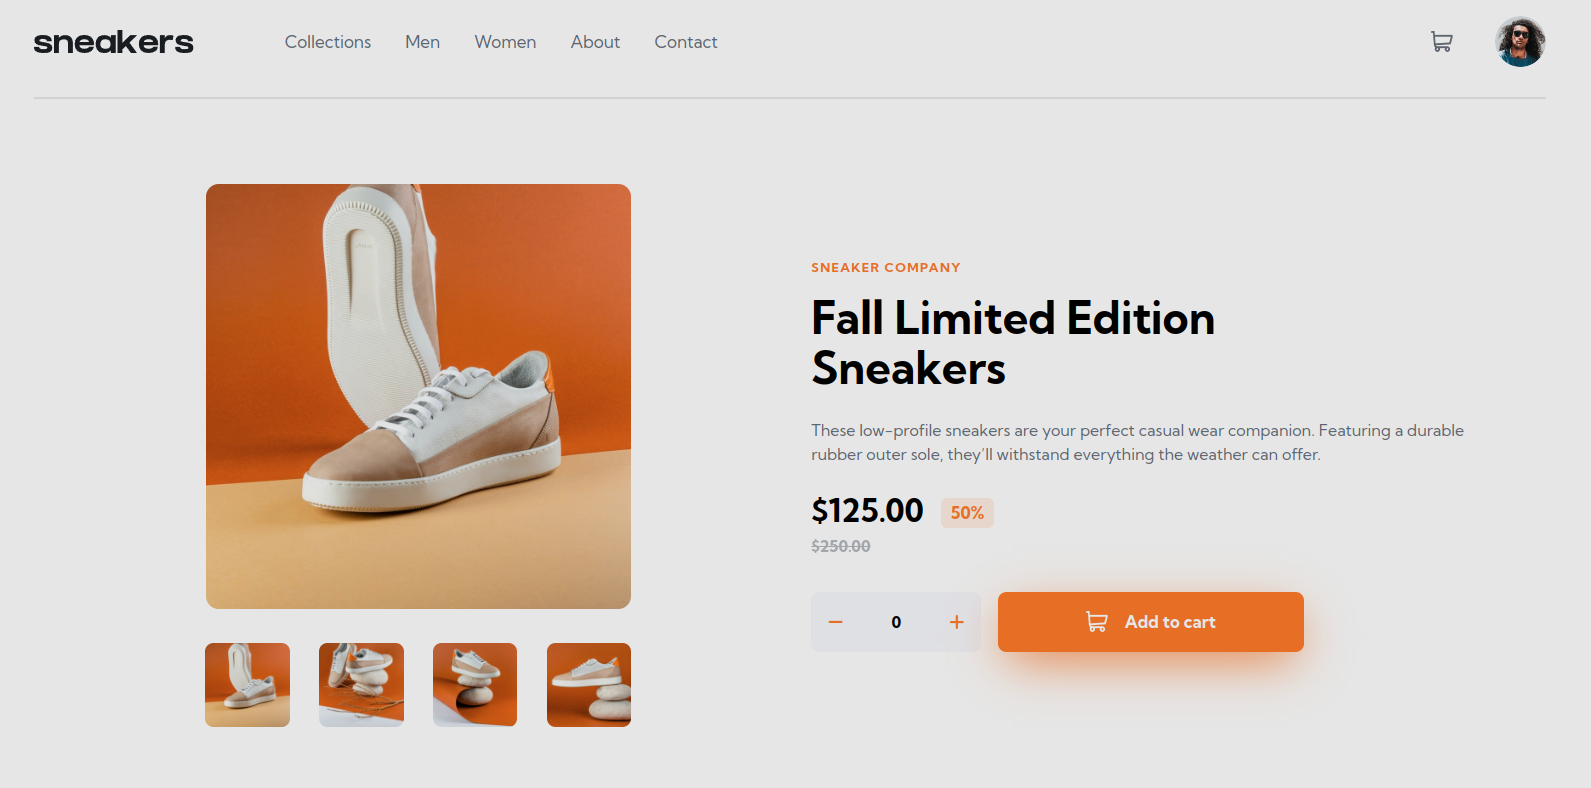 sneakers
Collections Men Women About Contact
SNEAKER COMPANY
Fall Limited Edition
Sneakers
These low-profile sneakers are your perfect casual wear companion. Featuring a durable
rubber outer sole, they’ll withstand everything the weather can offer.
$125.00 50%
$250.00
− 0 + Add to cart